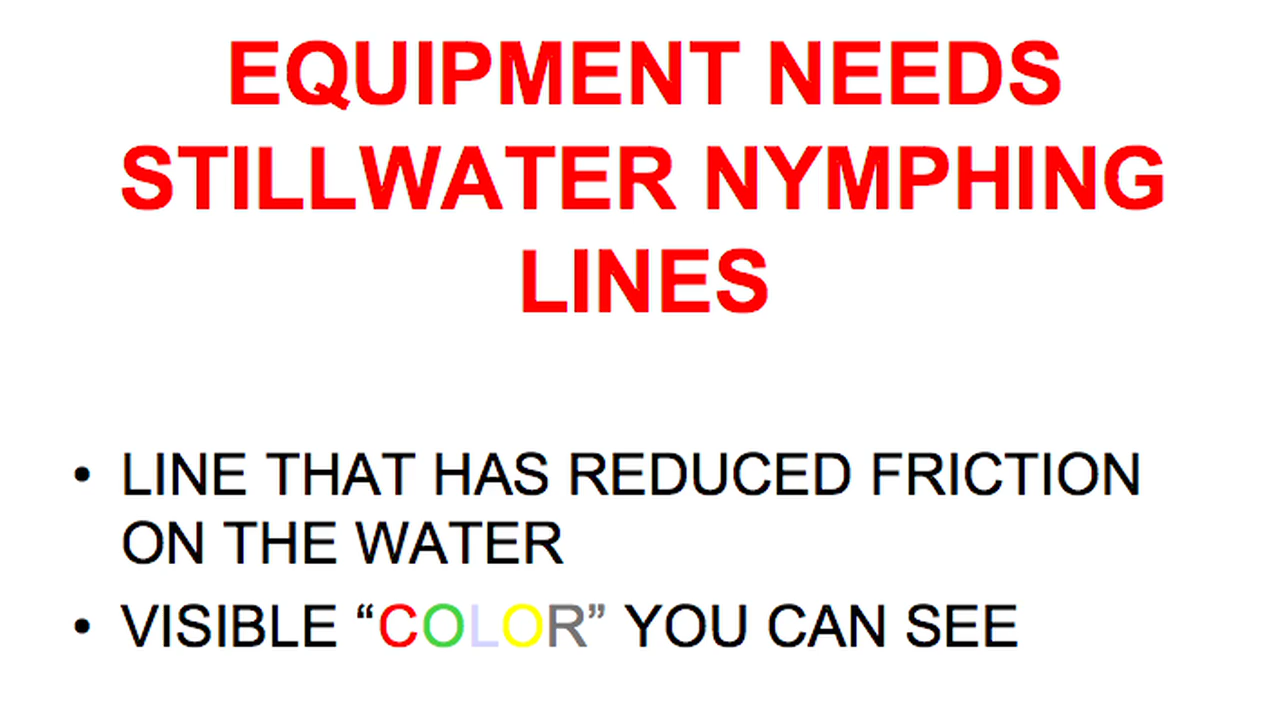 EQUIPMENT NEEDS
STILLWATER NYMPHING
LINES
• LINE THAT HAS REDUCED FRICTION
ON THE WATER
• VISIBLE “COLOR” YOU CAN SEE